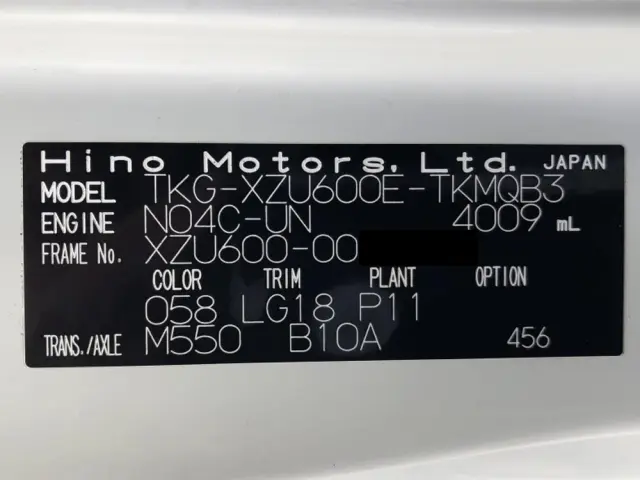 Hino Motors, Ltd. JAPAN
MODEL TKG-XZU600E-TKMQB3
ENGINE N04C-UN 4009 mL
FRAME No. XZU600-00
COLOR TRIM PLANT OPTION
058 LG18 P11
TRANS./AXLE M550 B10A 456